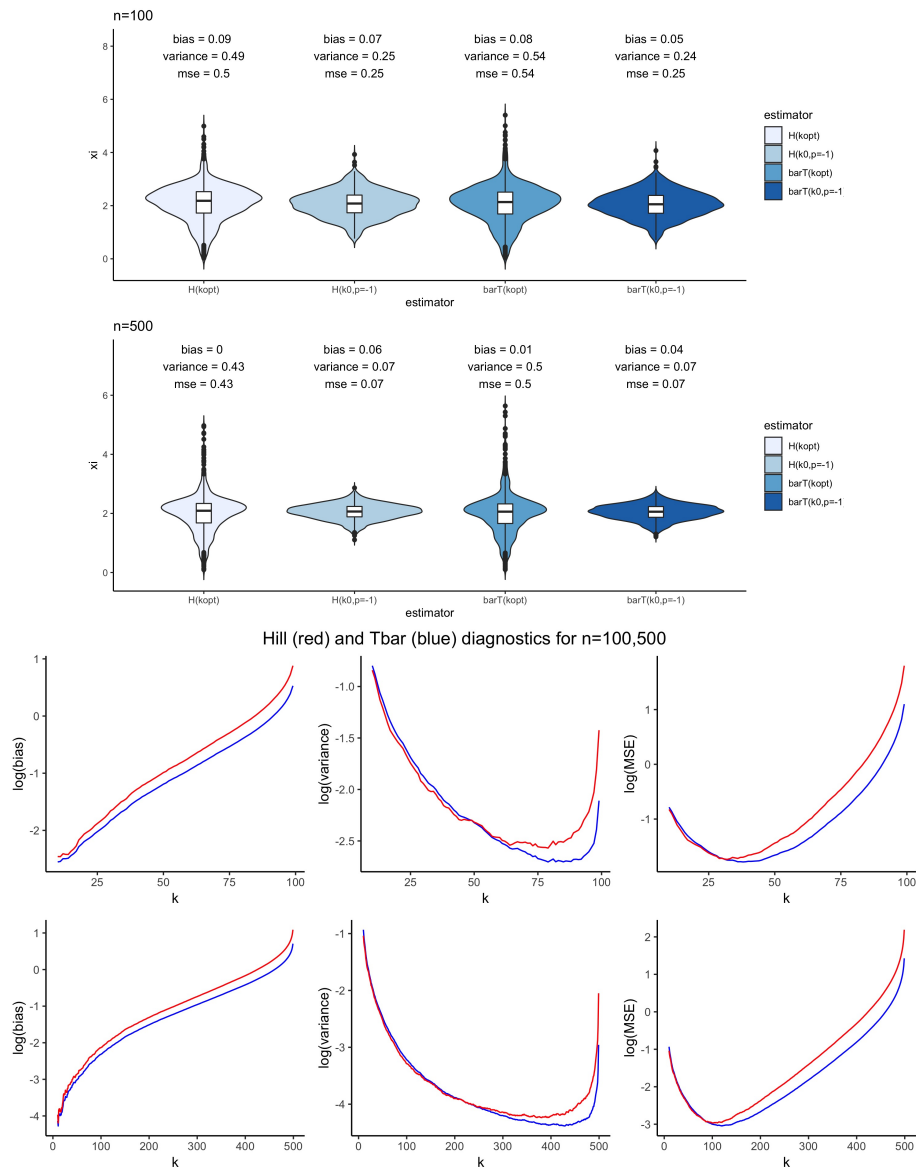 n=100
bias = 0.09 bias = 0.07 bias = 0.08 bias = 0.05
variance = 0.49 variance = 0.25 variance = 0.54 variance = 0.24
mse = 0.5 mse = 0.25 mse = 0.54 mse = 0.25
8
6
4
2
0
xi
H(kopt) H(k0,p=-1) barT(kopt) barT(k0,p=-1)
estimator
estimator
H(kopt)
H(k0,p=-1)
barT(kopt)
barT(k0,p=-1
n=500
bias = 0 bias = 0.06 bias = 0.01 bias = 0.04
variance = 0.43 variance = 0.07 variance = 0.5 variance = 0.07
mse = 0.43 mse = 0.07 mse = 0.5 mse = 0.07
6
4
2
0
xi
H(kopt) H(k0,p=-1) barT(kopt) barT(k0,p=-1)
estimator
estimator
H(kopt)
H(k0,p=-1)
barT(kopt)
barT(k0,p=-1
Hill (red) and Tbar (blue) diagnostics for n=100,500
1
0
-1
-2
log(bias)
25 50 75 100
k
-1.0
-1.5
-2.0
-2.5
log(variance)
25 50 75 100
k
1
0
-1
log(MSE)
25 50 75 100
k
1
0
-1
-2
-3
-4
log(bias)
0 100 200 300 400 500
k
-1
-2
-3
-4
log(variance)
0 100 200 300 400 500
k
2
1
0
-1
-2
-3
log(MSE)
0 100 200 300 400 500
k